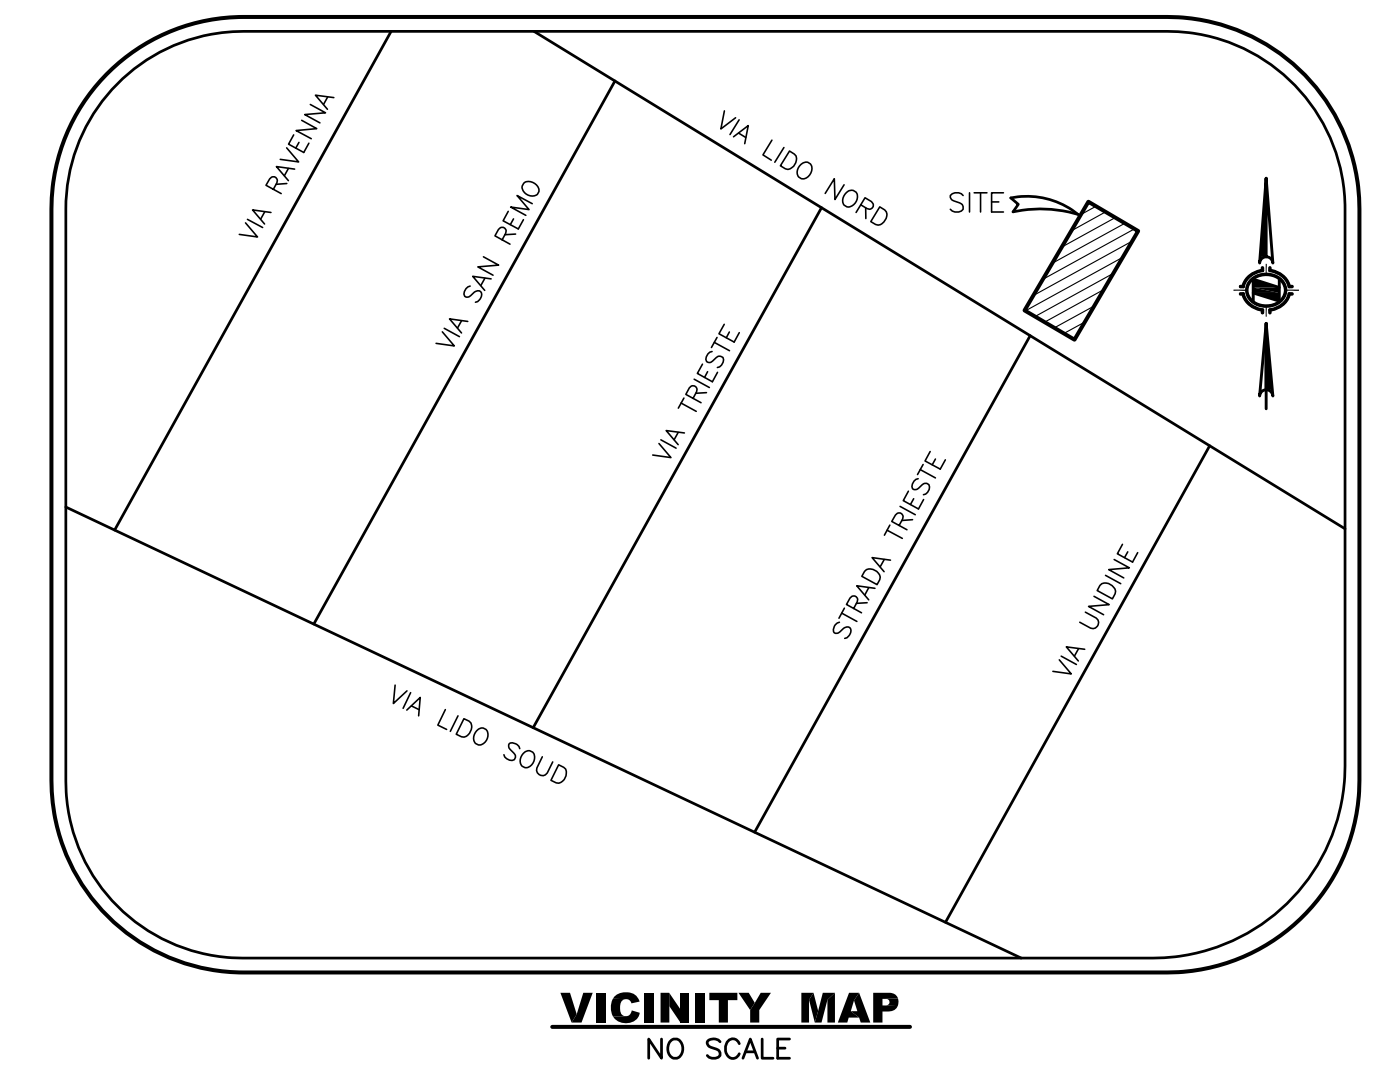 VIA RAVENNA
VIA SAN REMO
VIA LIDO NORD
SITE
N
VIA TRIESTE
STRADA TRIESTE
VIA UNDINE
VIA LIDO SOUD
VICINITY MAP
NO SCALE